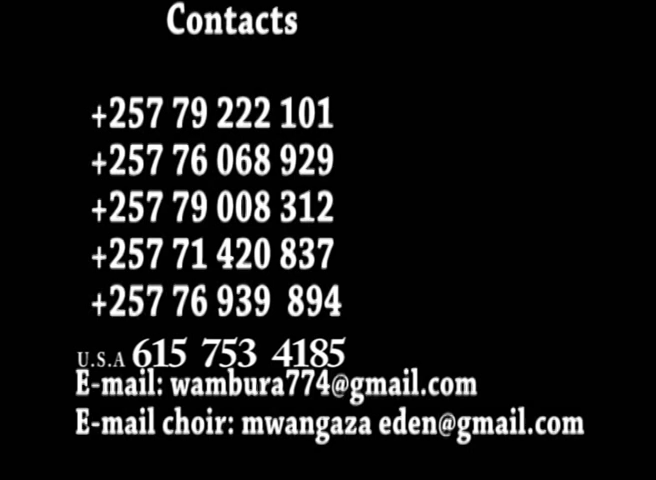 Contacts
+257 79 222 101
+257 76 068 929
+257 79 008 312
+257 71 420 837
+257 76 939 894
U.S.A 615 753 4185
E-mail: wambura774@gmail.com
E-mail choir: mwangaza eden@gmail.com